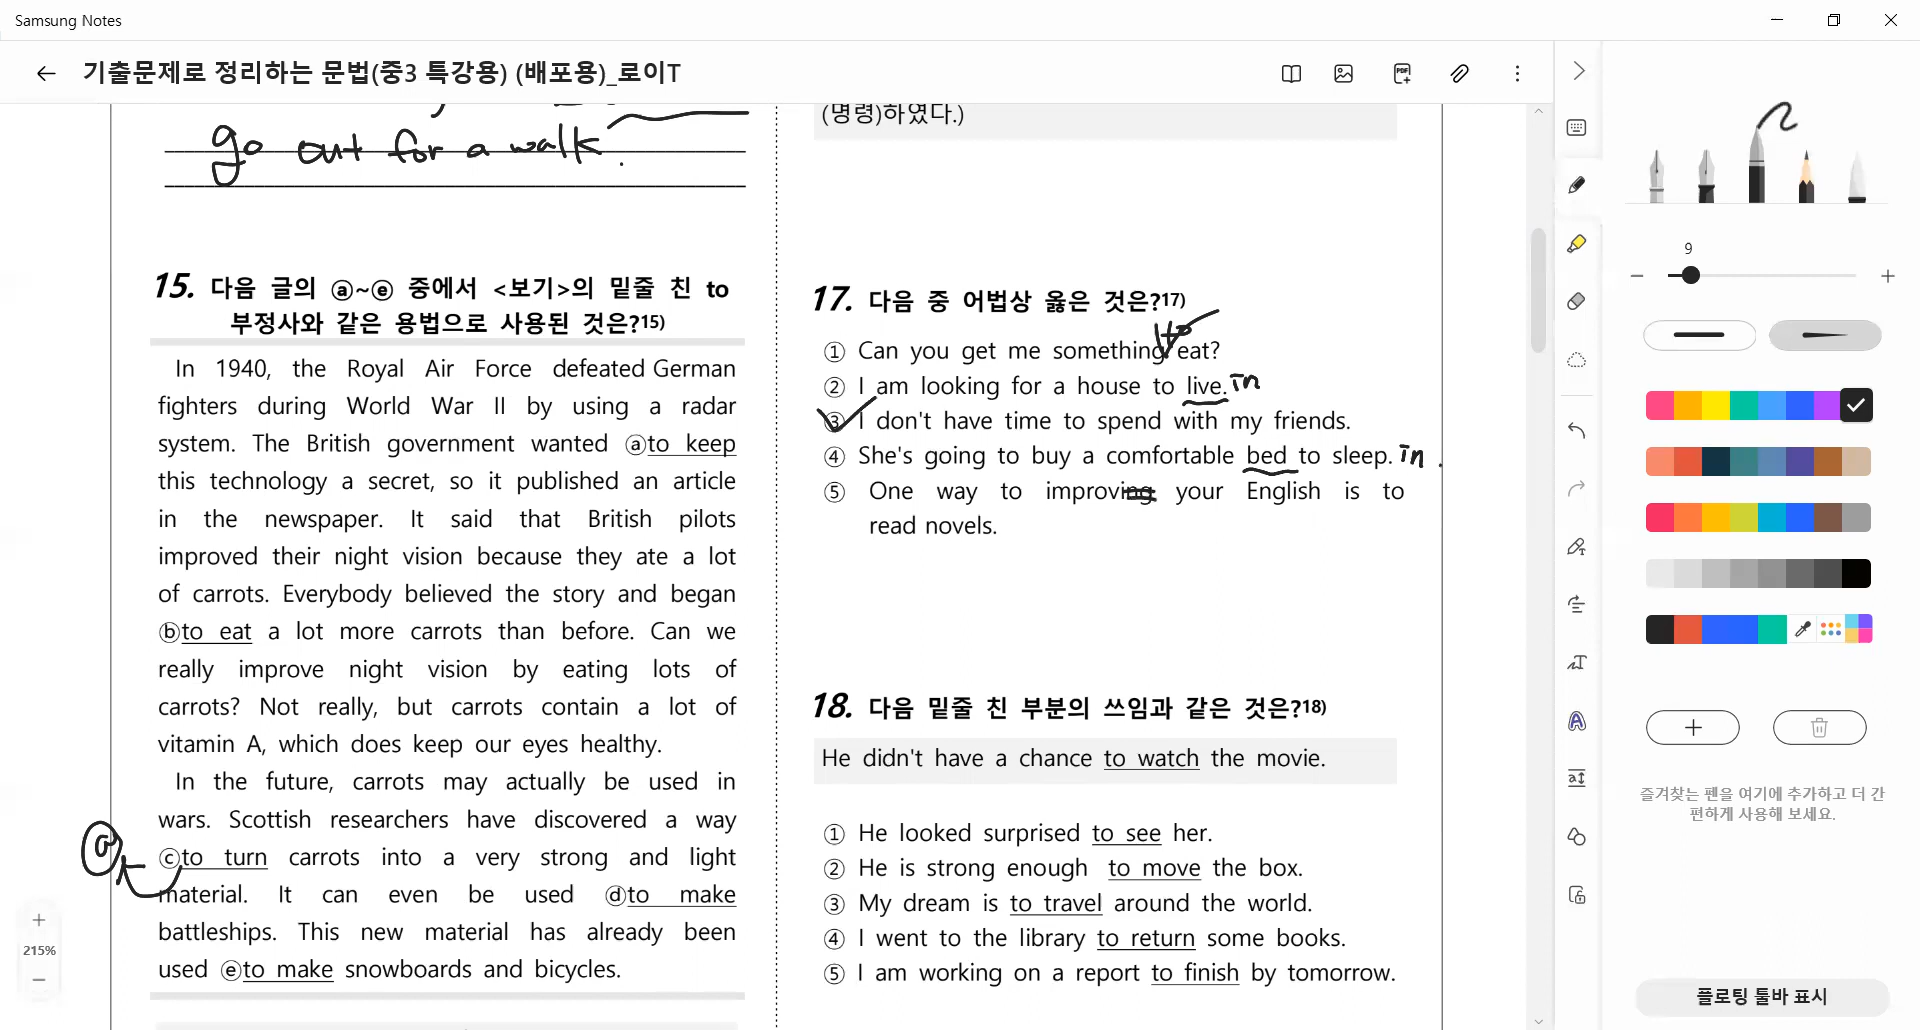 Samsung Notes
기출문제로 정리하는 문법(중3 특강용) (배포용)_로이T
go out for a walk.
15. 다음 글의 ⓐ~ⓔ 중에서 <보기>의 밑줄 친 to
부정사와 같은 용법으로 사용된 것은?15)
In 1940, the Royal Air Force defeated German
fighters during World War II by using a radar
system. The British government wanted ⓐto keep
this technology a secret, so it published an article
in the newspaper. It said that British pilots
improved their night vision because they ate a lot
of carrots. Everybody believed the story and began
ⓑto eat a lot more carrots than before. Can we
really improve night vision by eating lots of
carrots? Not really, but carrots contain a lot of
vitamin A, which does keep our eyes healthy.
In the future, carrots may actually be used in
wars. Scottish researchers have discovered a way
ⓒto turn carrots into a very strong and light
material. It can even be used ⓓto make
battleships. This new material has already been
used ⓔto make snowboards and bicycles.
(명령)하였다.)
17. 다음 중 어법상 옳은 것은?17)
to
① Can you get me something eat?
② I am looking for a house to live. in
③ I don't have time to spend with my friends.
④ She's going to buy a comfortable bed to sleep. in.
⑤ One way to improving your English is to
read novels.
18. 다음 밑줄 친 부분의 쓰임과 같은 것은?18)
He didn't have a chance to watch the movie.
① He looked surprised to see her.
② He is strong enough to move the box.
③ My dream is to travel around the world.
④ I went to the library to return some books.
⑤ I am working on a report to finish by tomorrow.
215%
9
즐겨찾는 펜을 여기에 추가하고 더 간
편하게 사용해 보세요.
플로팅 툴바 표시